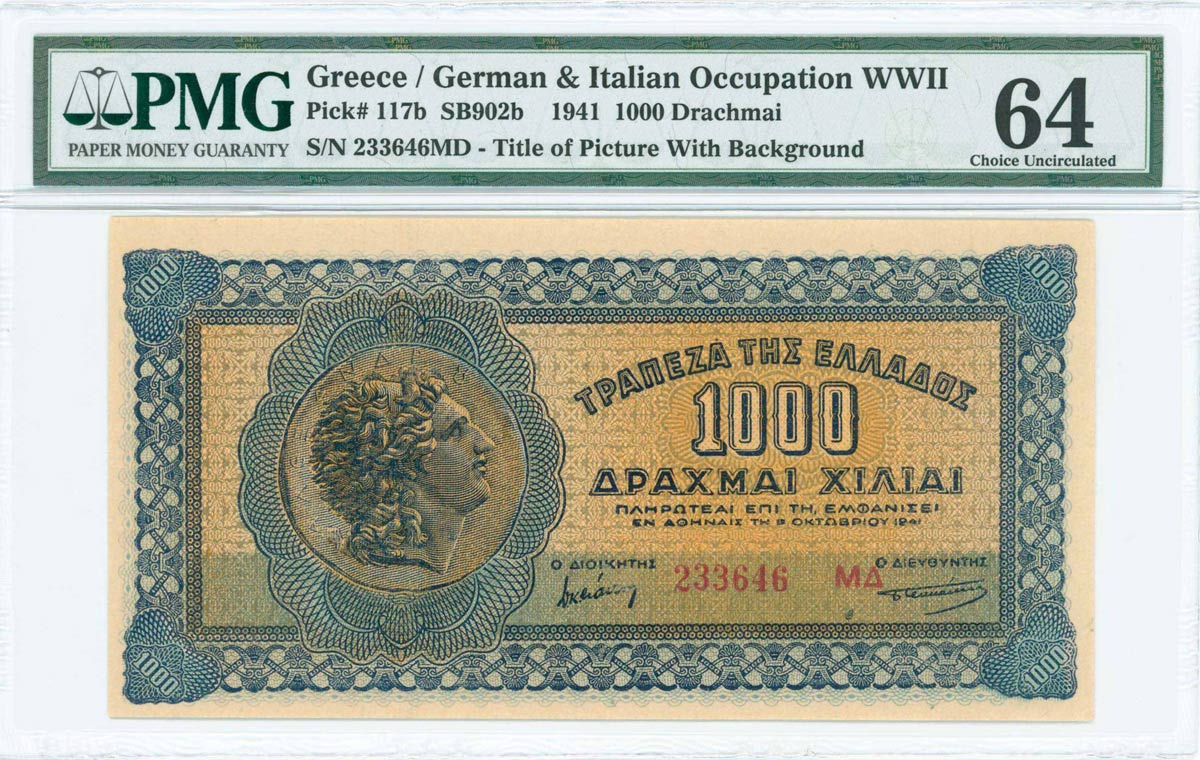 PMG
PAPER MONEY GUARANTY
Greece / German & Italian Occupation WWII
Pick# 117b SB902b 1941 1000 Drachmai
S/N 233646MD - Title of Picture With Background
64
Choice Uncirculated
1000
1000
ΤΡΑΠΕΖΑ ΤΗΣ ΕΛΛΑΔΟΣ
1000
ΔΡΑΧΜΑΙ ΧΙΛΙΑΙ
ΠΛΗΡΩΤΕΑΙ ΕΠΙ ΤΗ, ΕΜΦΑΝΙΣΕΙ
ΕΝ ΑΘΗΝΑΙΣ ΤΗ 1ῃ ΟΚΤΩΒΡΙΟΥ 1941
Ο ΔΙΟΙΚΗΤΗΣ
Ο ΔΙΕΥΘΥΝΤΗΣ
233646 ΜΔ
1000
1000